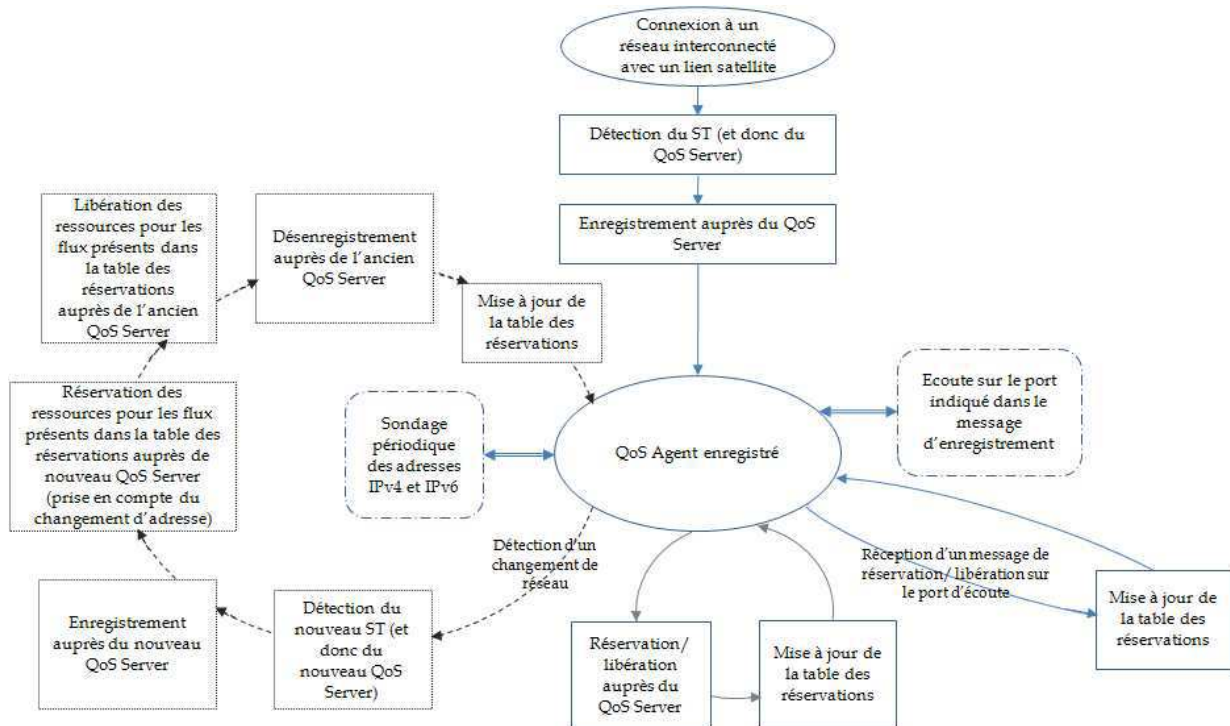 Connexion à un
réseau interconnecté
avec un lien satellite
Détection du ST (et donc du
QoS Server)
Enregistrement auprès du QoS
Server
Libération des
ressources pour les
flux présents dans
la table des
réservations
auprès de l'ancien
QoS Server
Désenregistrement
auprès de l'ancien
QoS Server
Mise à jour de
la table des
réservations
Réservation des
ressources pour les flux
présents dans la table des
réservations auprès de
nouveau QoS Server
(prise en compte du
changement d'adresse)
Sondage
périodique
des adresses
IPv4 et IPv6
QoS Agent enregistré
Ecoute sur le port
indiqué dans le
message
d'enregistrement
Détection d'un
changement de
réseau
Réception d'un message de
réservation/ libération sur
le port d'écoute
Enregistrement
auprès du nouveau
QoS Server
Détection du
nouveau ST (et
donc du
nouveau QoS
Server)
Réservation/
libération
auprès du
QoS Server
Mise à jour de
la table des
réservations
Mise à jour de
la table des
réservations